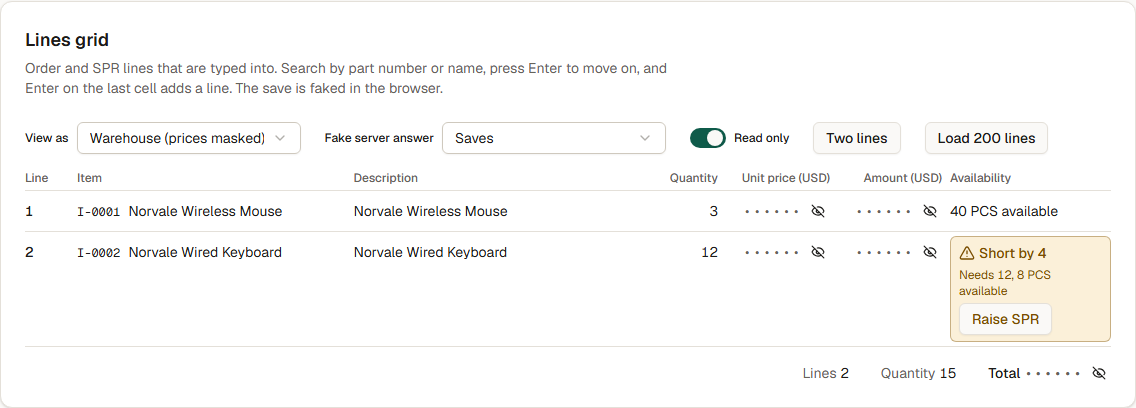 Lines grid
Order and SPR lines that are typed into. Search by part number or name, press Enter to move on, and
Enter on the last cell adds a line. The save is faked in the browser.
View as Warehouse (prices masked) Fake server answer Saves Read only Two lines Load 200 lines
Line Item Description Quantity Unit price (USD) Amount (USD) Availability
1 I-0001 Norvale Wireless Mouse Norvale Wireless Mouse 3 •••••• •••••• 40 PCS available
2 I-0002 Norvale Wired Keyboard Norvale Wired Keyboard 12 •••••• •••••• Short by 4
Needs 12, 8 PCS
available
Raise SPR
Lines 2 Quantity 15 Total ••••••